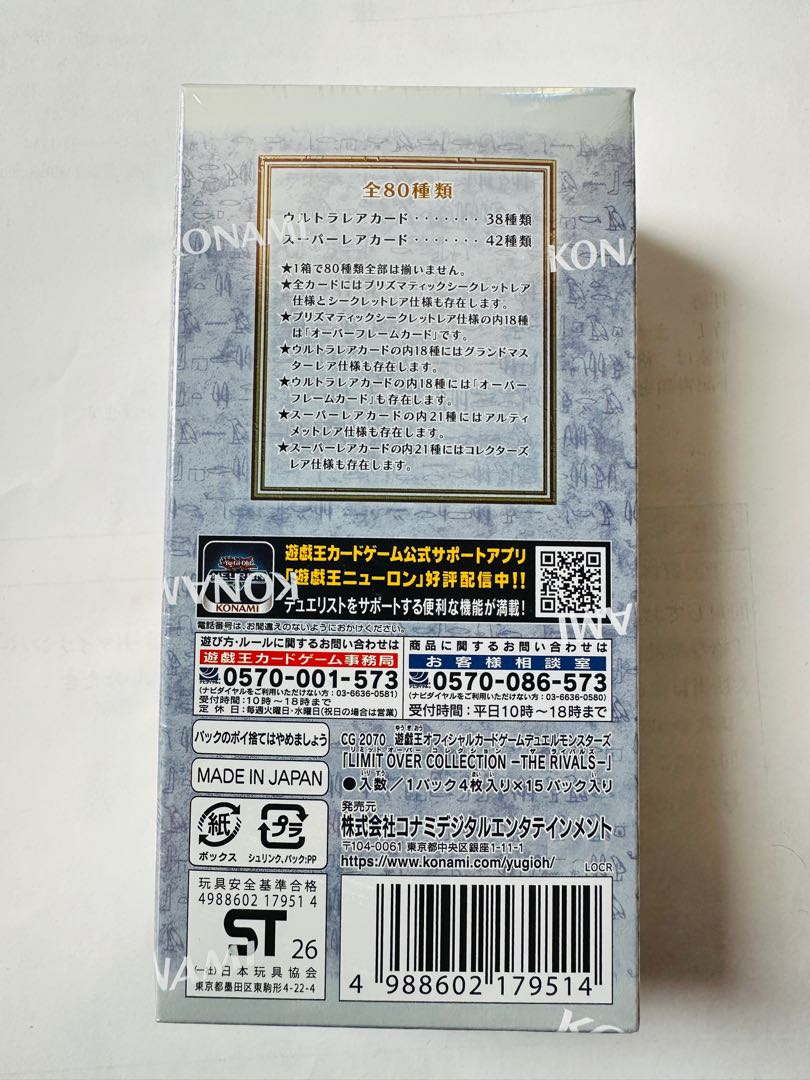 全80種類
ウルトラレアカード・・・・・・・38種類
スーパーレアカード・・・・・・・42種類
★1箱で80種類全部は揃いません。
★全カードにはプリズマティックシークレットレア
仕様とシークレットレア仕様も存在します。
★プリズマティックシークレットレア仕様の内18種
は「オーバーフレームカード」です。
★ウルトラレアカードの内18種にはグランドマス
ターレア仕様も存在します。
★ウルトラレアカードの内18種には「オーバー
フレームカード」も存在します。
★スーパーレアカードの内21種にはアルティ
メットレア仕様も存在します。
★スーパーレアカードの内21種にはコレクターズ
レア仕様も存在します。
KONAMI
KONAMI
Yu-Gi-Oh!
NEURON
KONAMI
KONAMI
遊戯王カードゲーム公式サポートアプリ
「遊戯王ニューロン」好評配信中!!
デュエリストをサポートする便利な機能が満載!
電話番号は、お間違えのないようにおかけください。
遊び方・ルールに関するお問い合わせは
遊戯王カードゲーム事務局
0570-001-573
(ナビダイヤルをご利用いただけない方:03-6636-0581)
受付時間:10時〜18時まで
定休日:毎週火曜日・水曜日(祝日の場合は営業)
商品に関するお問い合わせは
お客様相談室
0570-086-573
(ナビダイヤルをご利用いただけない方:03-6636-0580)
受付時間:平日10時〜18時まで
パックのポイ捨てはやめましょう
MADE IN JAPAN
紙
ボックス
プラ
シュリンク、パック:PP
CG 2070 遊戯王オフィシャルカードゲームデュエルモンスターズ
「LIMIT OVER COLLECTION －THE RIVALS－」
●入数/1パック4枚入り×15パック入り
発売元
株式会社コナミデジタルエンタテインメント
〒104-0061 東京都中央区銀座1-11-1
https://www.konami.com/yugioh/
LOCR
玩具安全基準合格
4988602 17951 4
ST 26
(一社)日本玩具協会
東京都墨田区東駒形4-22-4
4 988602 179514